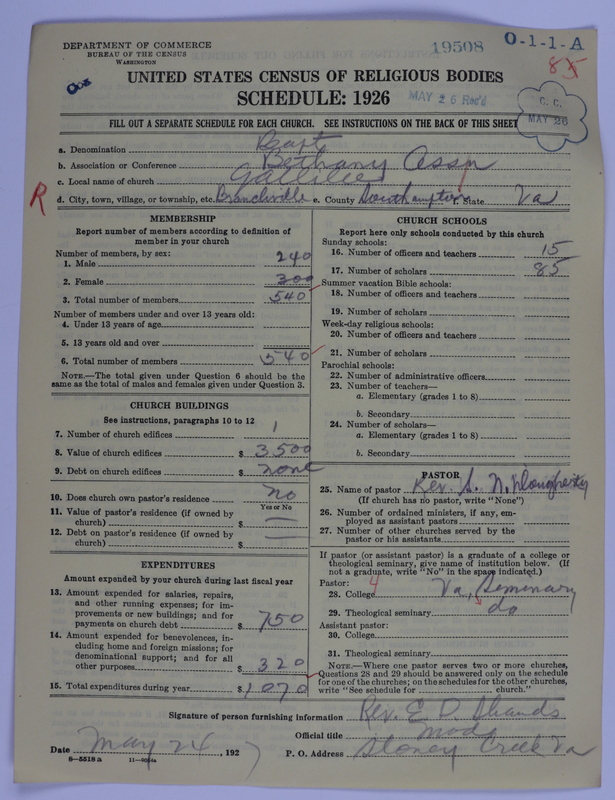 DEPARTMENT OF COMMERCE
BUREAU OF THE CENSUS
WASHINGTON
19508
O-1-1-A
85
UNITED STATES CENSUS OF RELIGIOUS BODIES
SCHEDULE: 1926
MAY 26 Rec'd
C. C.
MAY 26
FILL OUT A SEPARATE SCHEDULE FOR EACH CHURCH. SEE INSTRUCTIONS ON THE BACK OF THIS SHEET
a. Denomination Bapt
b. Association or Conference Bethany Assn
c. Local name of church Galilee
R
d. City, town, village, or township, etc. Branchville e. County Southampton f. State Va
MEMBERSHIP
Report number of members according to definition of
member in your church
Number of members, by sex:
1. Male 240
2. Female 300
3. Total number of members 540
Number of members under and over 13 years old:
4. Under 13 years of age
5. 13 years old and over
6. Total number of members 540
NOTE.—The total given under Question 6 should be the
same as the total of males and females given under Question 3.
CHURCH BUILDINGS
See instructions, paragraphs 10 to 12
7. Number of church edifices 1
8. Value of church edifices $ 3500
9. Debt on church edifices $ none
10. Does church own pastor's residence no
Yes or No
11. Value of pastor's residence (if owned by
church) $ —
12. Debt on pastor's residence (if owned by
church) $ —
EXPENDITURES
Amount expended by your church during last fiscal year
13. Amount expended for salaries, repairs,
and other running expenses; for im-
provements or new buildings; and for
payments on church debt $ 750
14. Amount expended for benevolences, in-
cluding home and foreign missions; for
denominational support; and for all
other purposes $ 320
15. Total expenditures during year $ 1070
CHURCH SCHOOLS
Report here only schools conducted by this church
Sunday schools:
16. Number of officers and teachers 15
17. Number of scholars 85
Summer vacation Bible schools:
18. Number of officers and teachers
19. Number of scholars
Week-day religious schools:
20. Number of officers and teachers
21. Number of scholars
Parochial schools:
22. Number of administrative officers
23. Number of teachers—
a. Elementary (grades 1 to 8)
b. Secondary
24. Number of scholars—
a. Elementary (grades 1 to 8)
b. Secondary
PASTOR
25. Name of pastor Rev. S. N.
(If church has no pastor, write "None")
26. Number of ordained ministers, if any, em-
ployed as assistant pastors
27. Number of other churches served by the
pastor or his assistants
If pastor (or assistant pastor) is a graduate of a college or
theological seminary, give name of institution below. (If
not a graduate, write "No" in the space indicated.)
Pastor: 4
28. College Va, Seminary
29. Theological seminary do
Assistant pastor:
30. College
31. Theological seminary
NOTE.—Where one pastor serves two or more churches,
Questions 28 and 29 should be answered only on the schedule
for one of the churches; on the schedules for the other churches,
write "See schedule for church."
Signature of person furnishing information Rev. E. D. Shands
Official title Mode
Date May 24, 1927
P. O. Address Stoney Creek Va
8—5518 a